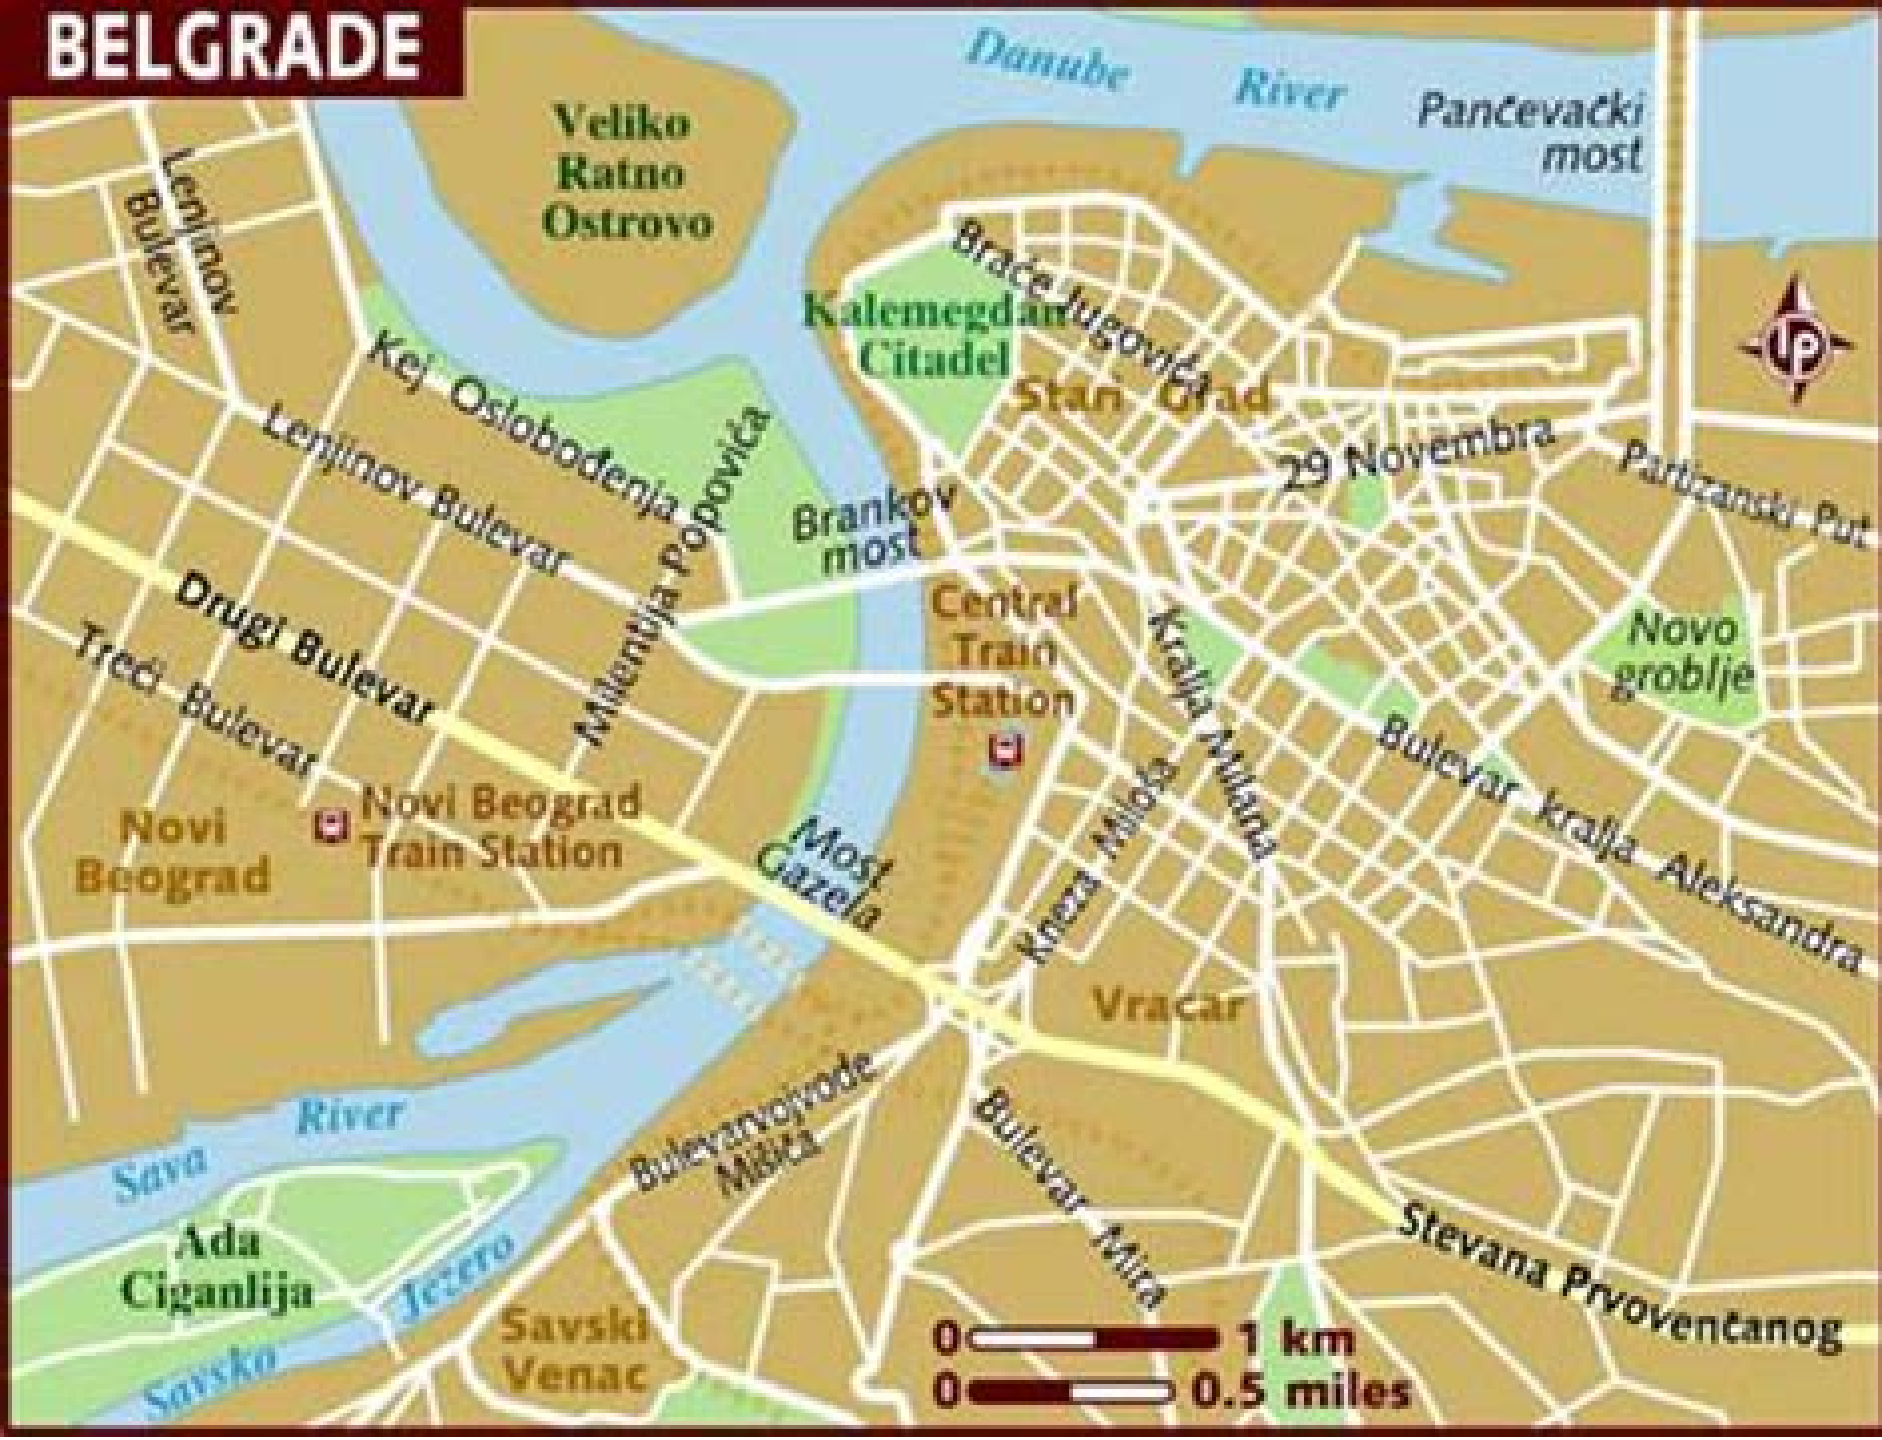 BELGRADE
Danube River
Pančevački
most
Veliko
Ratno
Ostrovo
Lenjinov
Bulevar
Braće Jugovića
Kalemegdan
Citadel
lp
Kej Oslobođenja
Stari Grad
Lenjinov Bulevar
Milentija Popovića
29 Novembra
Partizanski Put
Brankov
most
Drugi Bulevar
Central
Train
Station
Kralja Milana
Novo
groblje
Treći Bulevar
Bulevar kralja Aleksandra
Novi Beograd
Train Station
Novi
Beograd
Most
Gazela
Kneza Miloša
Vracar
Sava River
Bulevarvojvode
Mišića
Bulevar Mira
Stevana Prvovenčanog
Ada
Ciganlija
Savsko Jezero
Savski
Venac
0 1 km
0 0.5 miles